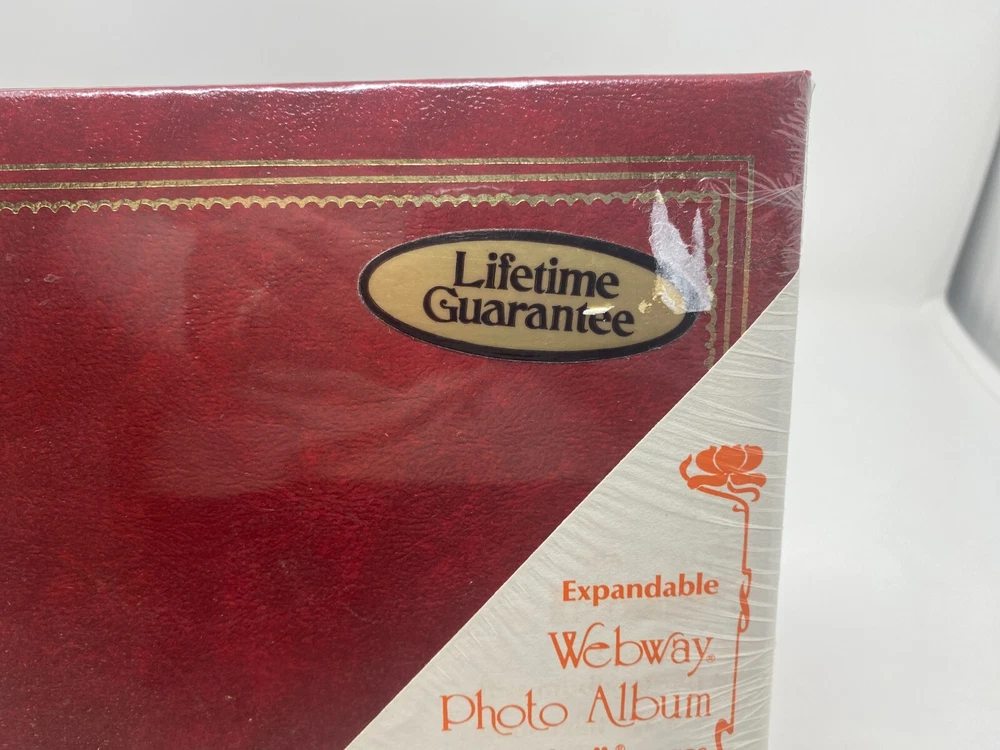 Lifetime
Guarantee
Expandable
Webway®
Photo Album